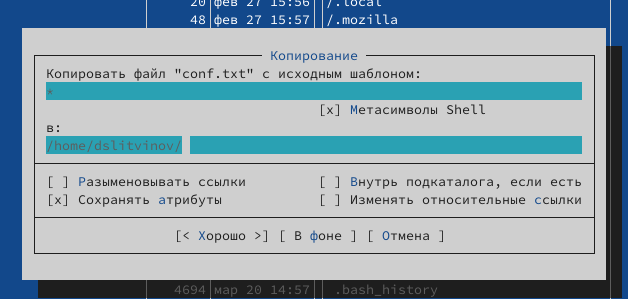 20 фев 27 15:56 /.local
48 фев 27 15:57 /.mozilla
Копирование
Копировать файл "conf.txt" с исходным шаблоном:
*
[x] Метасимволы Shell
в:
/home/dslitvinov/
[ ] Разыменовывать ссылки [ ] Внутрь подкаталога, если есть
[x] Сохранять атрибуты [ ] Изменять относительные ссылки
[< Хорошо >] [ В фоне ] [ Отмена ]
4694 мар 20 14:57 .bash_history